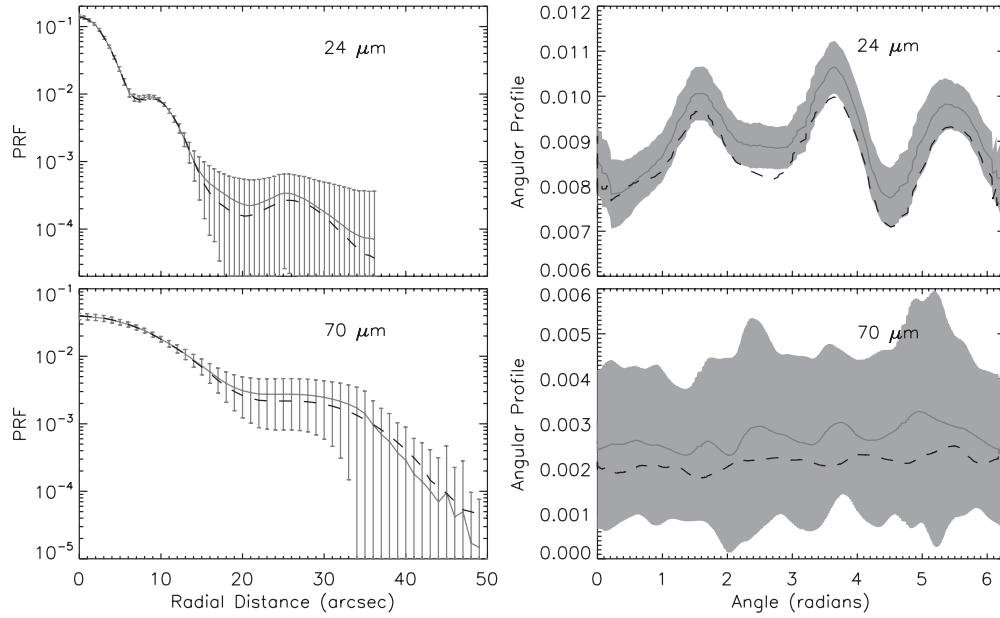 10⁻¹
10⁻²
10⁻³
10⁻⁴
PRF
24 μm
0.012
0.011
0.010
0.009
0.008
0.007
0.006
Angular Profile
24 μm
10⁻¹
10⁻²
10⁻³
10⁻⁴
10⁻⁵
PRF
70 μm
0 10 20 30 40 50
Radial Distance (arcsec)
0.006
0.005
0.004
0.003
0.002
0.001
0.000
Angular Profile
70 μm
0 1 2 3 4 5 6
Angle (radians)